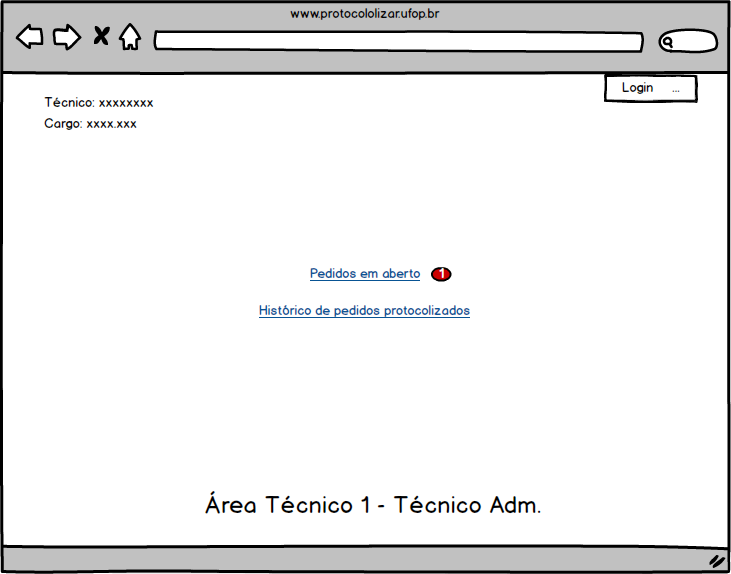 www.protocololizar.ufop.br
Login ...
Técnico: xxxxxxxx
Cargo: xxxx.xxx
Pedidos em aberto 1
Histórico de pedidos protocolizados
Área Técnico 1 - Técnico Adm.